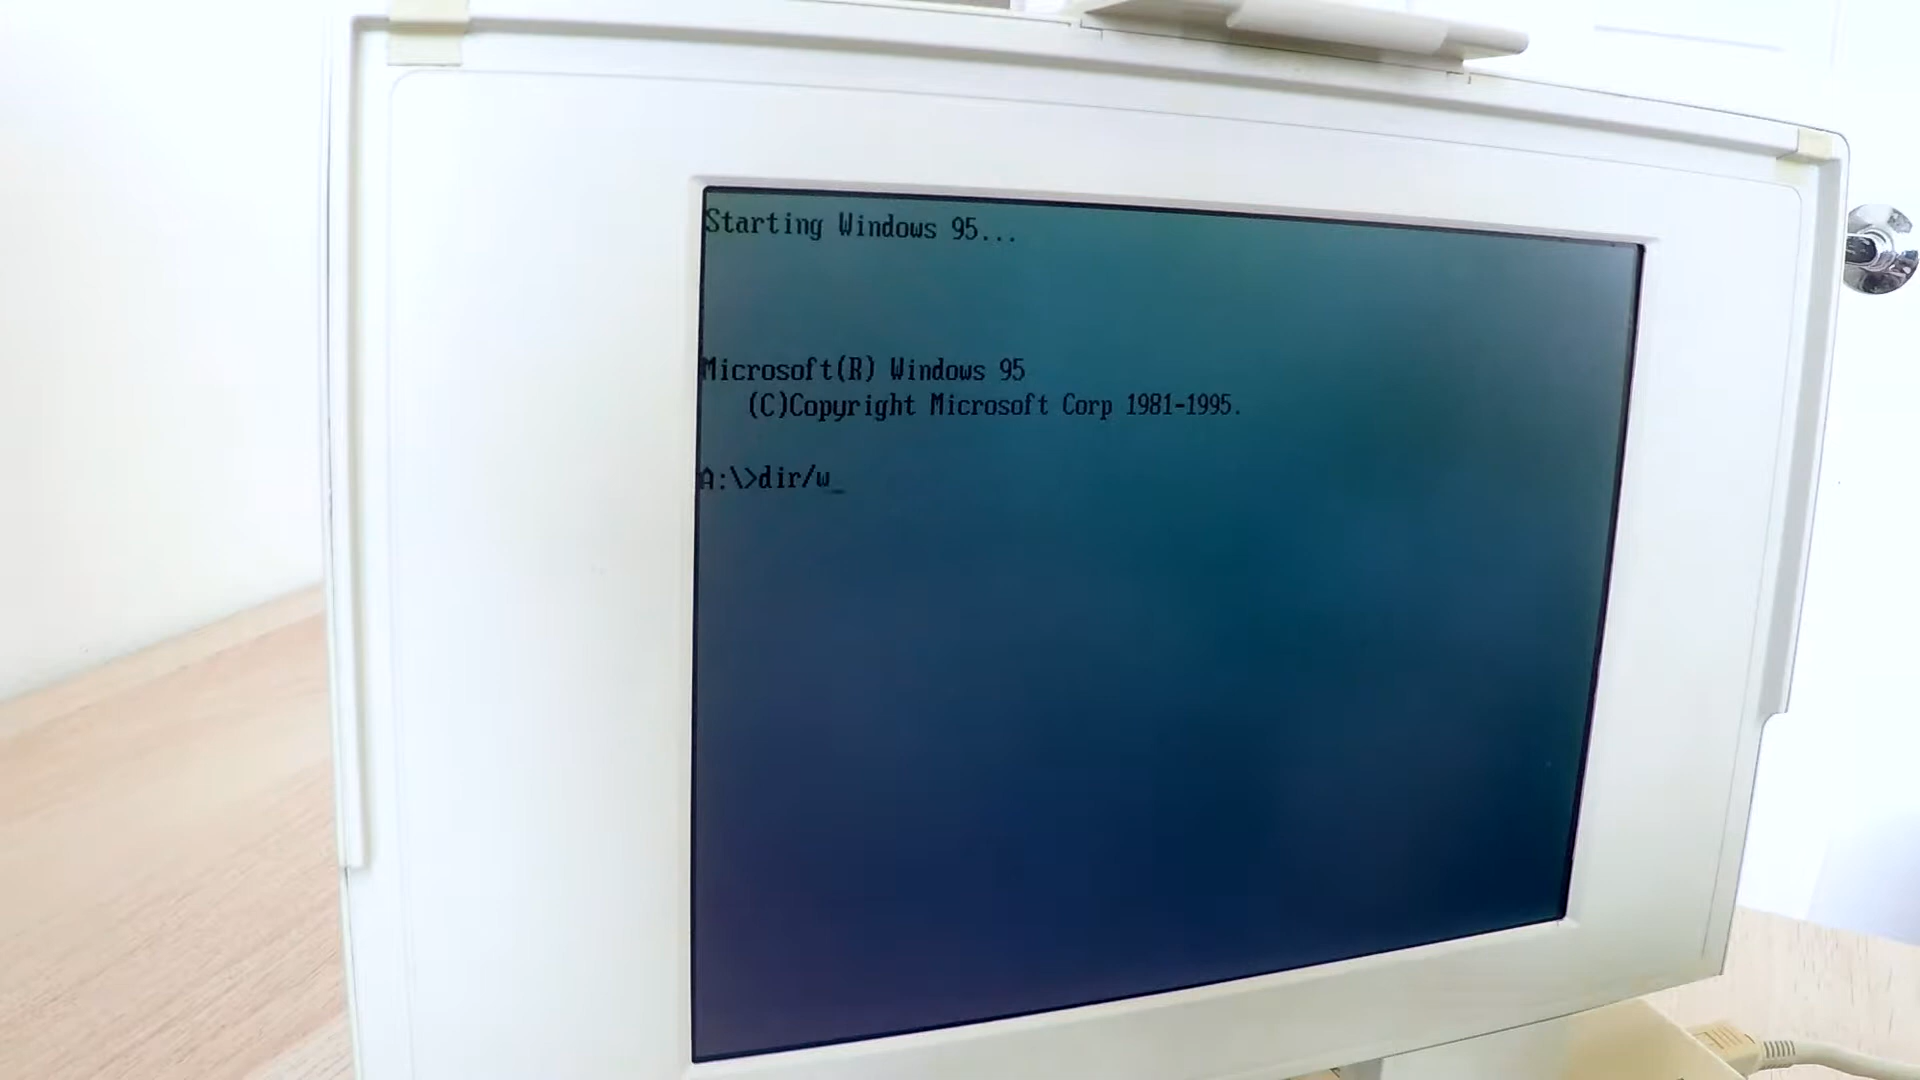 Starting Windows 95...
Microsoft(R) Windows 95
(C)Copyright Microsoft Corp 1981-1995.
A:\>dir/w_